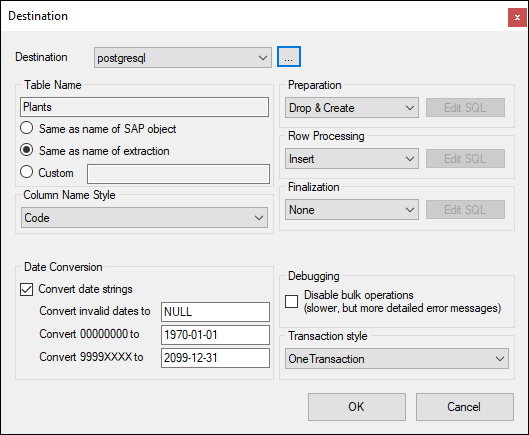 Destination
x
Destination
postgresql
...
Table Name
Plants
Same as name of SAP object
Same as name of extraction
Custom
Column Name Style
Code
Preparation
Drop & Create
Edit SQL
Row Processing
Insert
Edit SQL
Finalization
None
Edit SQL
Date Conversion
Convert date strings
Convert invalid dates to
NULL
Convert 00000000 to
1970-01-01
Convert 9999XXXX to
2099-12-31
Debugging
Disable bulk operations
(slower, but more detailed error messages)
Transaction style
OneTransaction
OK
Cancel